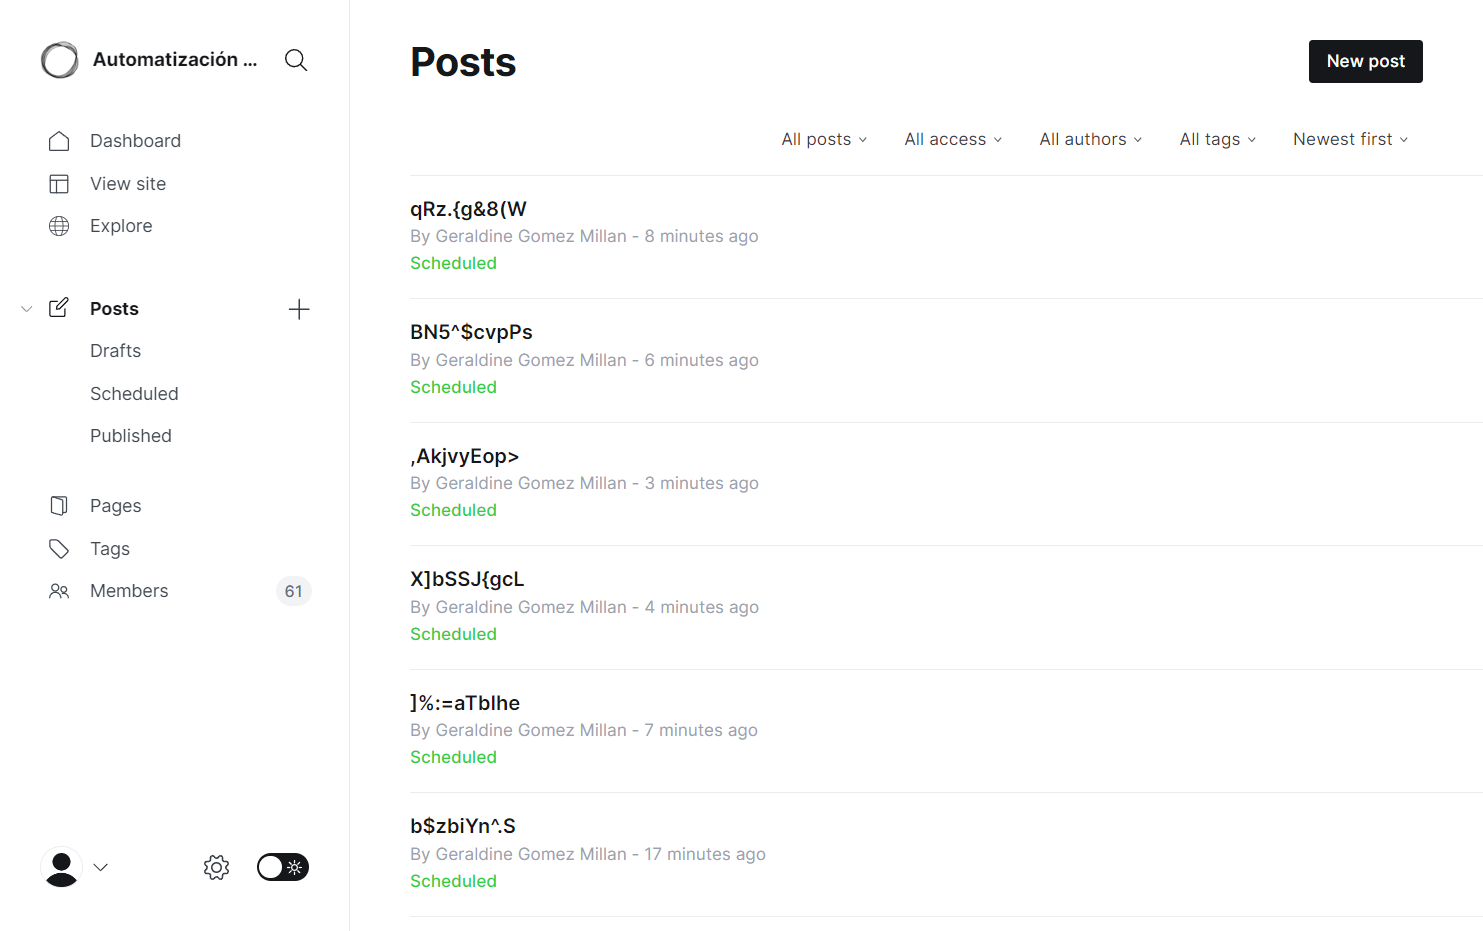 Automatización ...
Dashboard
View site
Explore
Posts
Drafts
Scheduled
Published
Pages
Tags
Members 61
Posts
New post
All posts All access All authors All tags Newest first
qRz.{g&8(W
By Geraldine Gomez Millan - 8 minutes ago
Scheduled
BN5^$cvpPs
By Geraldine Gomez Millan - 6 minutes ago
Scheduled
,AkjvyEop>
By Geraldine Gomez Millan - 3 minutes ago
Scheduled
X]bSSJ{gcL
By Geraldine Gomez Millan - 4 minutes ago
Scheduled
]%:=aTbIhe
By Geraldine Gomez Millan - 7 minutes ago
Scheduled
b$zbiYn^.S
By Geraldine Gomez Millan - 17 minutes ago
Scheduled